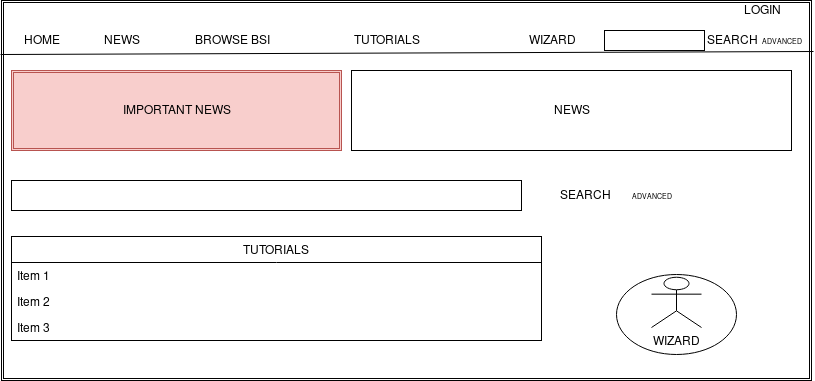 LOGIN
HOME NEWS BROWSE BSI TUTORIALS WIZARD SEARCH ADVANCED
IMPORTANT NEWS NEWS
SEARCH ADVANCED
TUTORIALS
Item 1
Item 2
Item 3
WIZARD